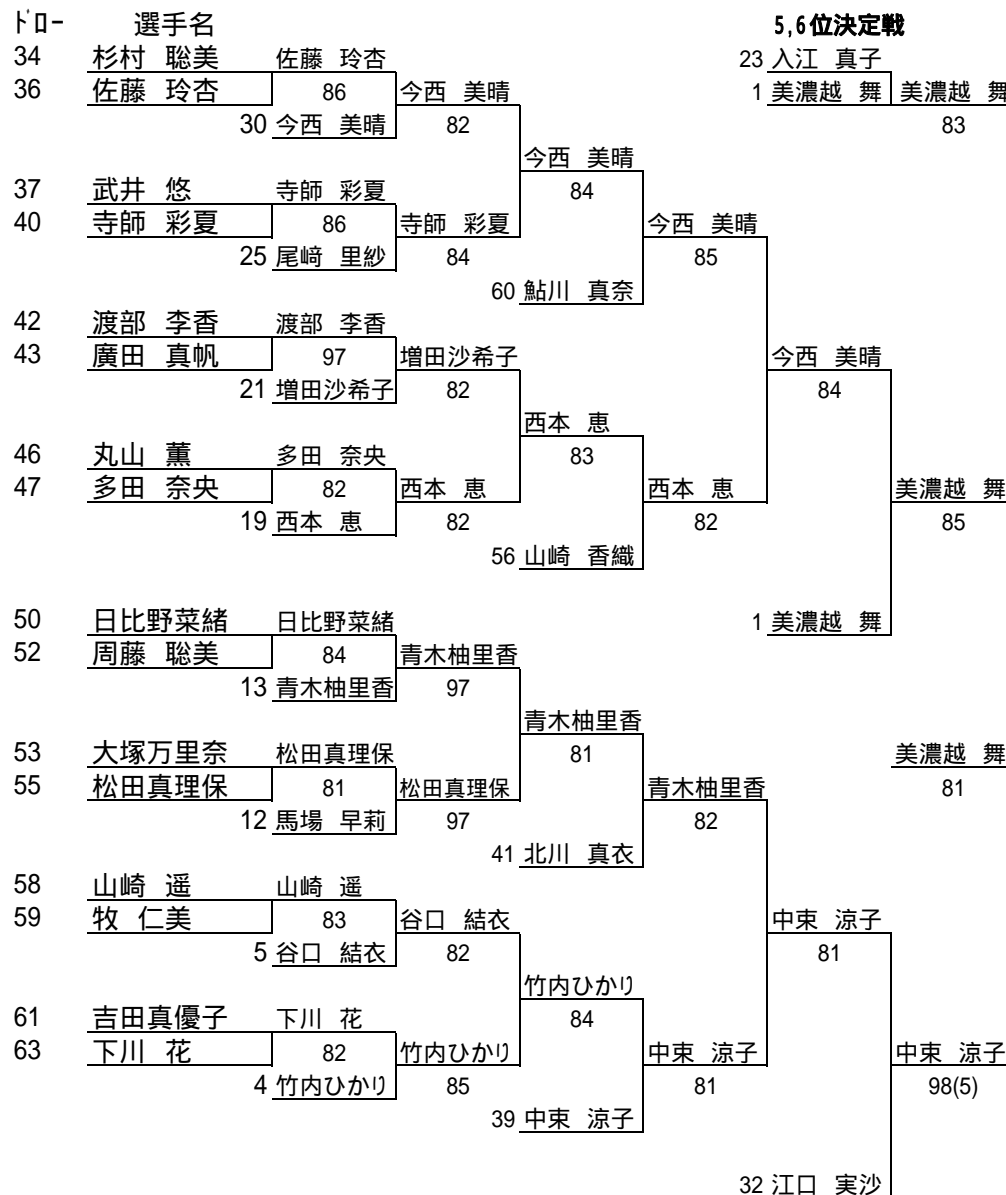 ﾄﾞﾛｰ 選手名 5,6位決定戦
34 杉村 聡美 佐藤 玲杏 23 入江 真子
36 佐藤 玲杏 86 今西 美晴 1 美濃越 舞 美濃越 舞
30 今西 美晴 82 83
今西 美晴
37 武井 悠 寺師 彩夏 84
40 寺師 彩夏 86 寺師 彩夏 今西 美晴
25 尾﨑 里紗 84 85
60 鮎川 真奈
42 渡部 李香 渡部 李香
43 廣田 真帆 97 増田沙希子 今西 美晴
21 増田沙希子 82 84
西本 恵
46 丸山 薫 多田 奈央 83
47 多田 奈央 82 西本 恵 西本 恵 美濃越 舞
19 西本 恵 82 82 85
56 山崎 香織
50 日比野菜緒 日比野菜緒 1 美濃越 舞
52 周藤 聡美 84 青木柚里香
13 青木柚里香 97
青木柚里香
53 大塚万里奈 松田真理保 81 美濃越 舞
55 松田真理保 81 松田真理保 青木柚里香 81
12 馬場 早莉 97 82
41 北川 真衣
58 山崎 遥 山崎 遥
59 牧 仁美 83 谷口 結衣 中束 涼子
5 谷口 結衣 82 81
竹内ひかり
61 吉田真優子 下川 花 84
63 下川 花 82 竹内ひかり 中束 涼子 中束 涼子
4 竹内ひかり 85 81 98(5)
39 中束 涼子
32 江口 実沙